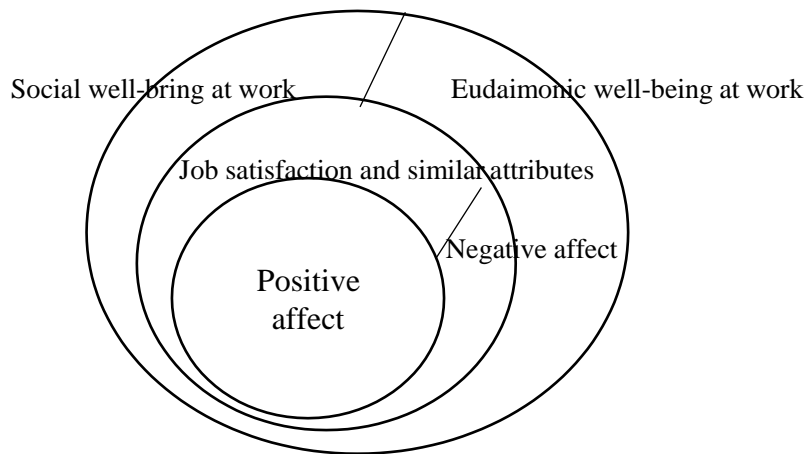 Social well-bring at work
Eudaimonic well-being at work
Job satisfaction and similar attributes
Negative affect
Positive
affect